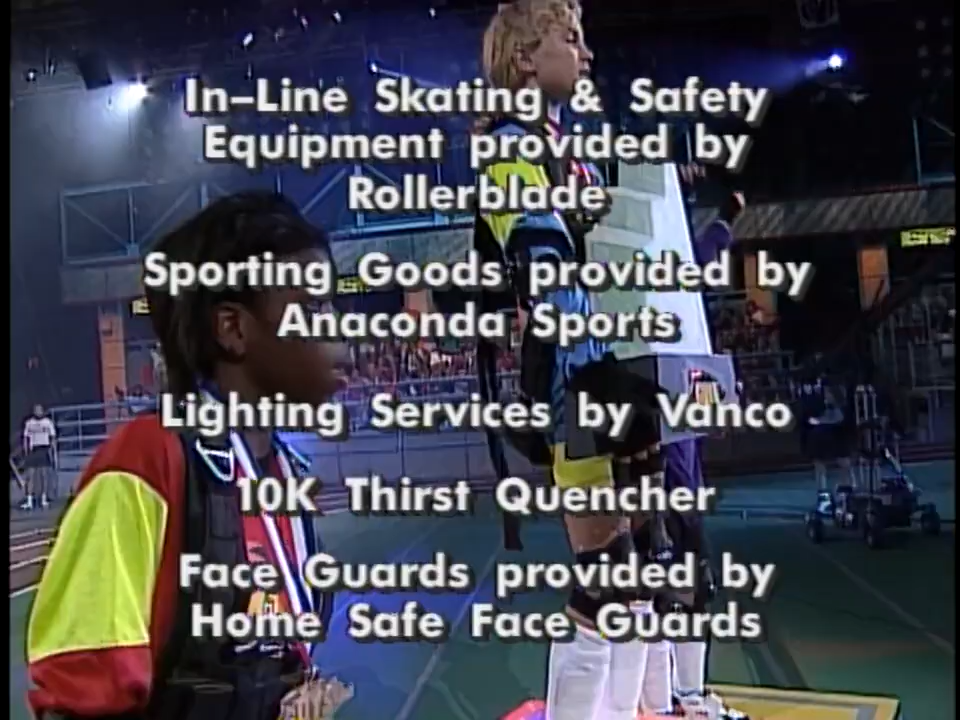 In-Line Skating & Safety
Equipment provided by
Rollerblade
Sporting Goods provided by
Anaconda Sports
Lighting Services by Vanco
10K Thirst Quencher
Face Guards provided by
Home Safe Face Guards